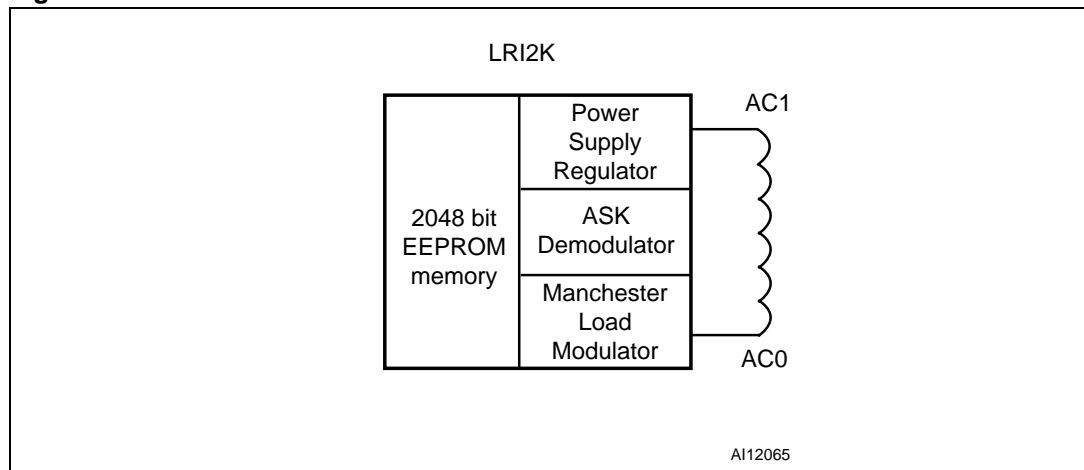 LRI2K
Power
Supply
Regulator
AC1
2048 bit
EEPROM
memory
ASK
Demodulator
Manchester
Load
Modulator
AC0
AI12065